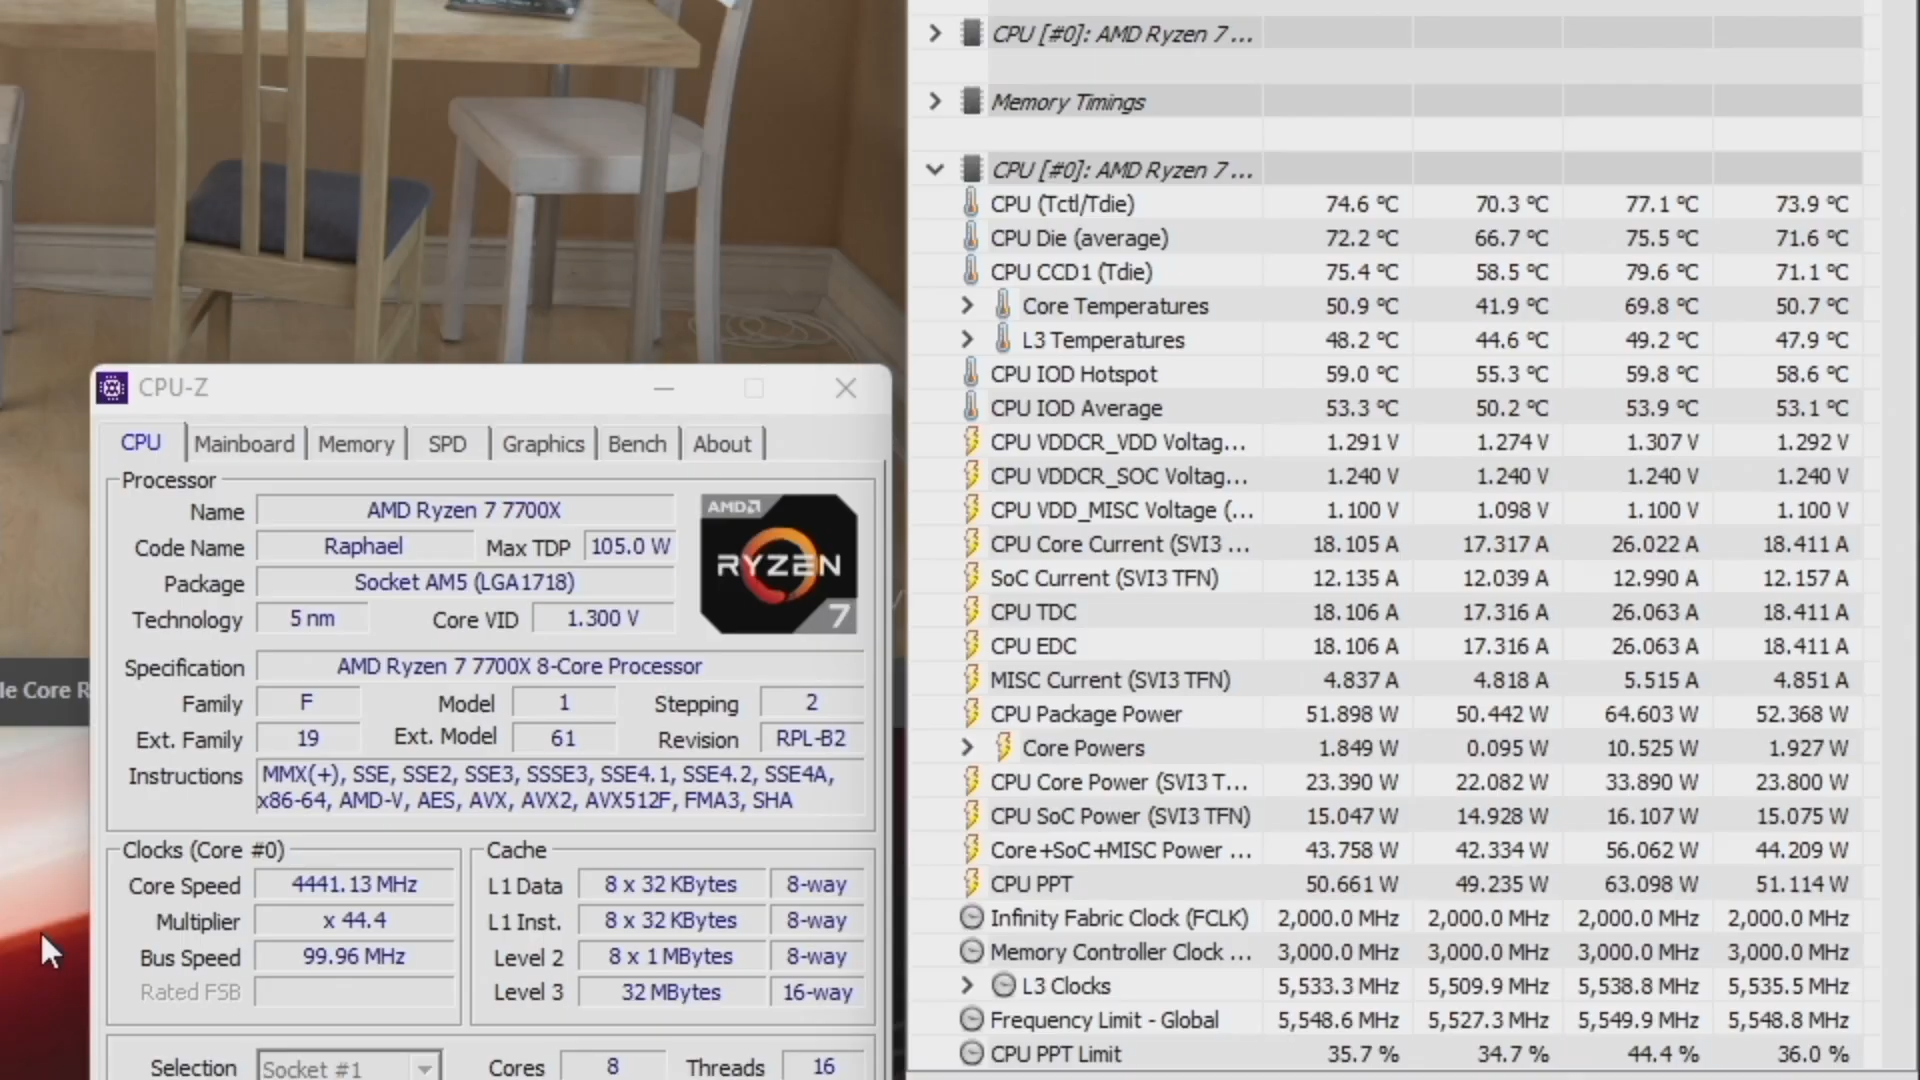 CPU [#0]: AMD Ryzen 7 ...
Memory Timings
CPU [#0]: AMD Ryzen 7 ...
CPU (Tctl/Tdie) 74.6 °C 70.3 °C 77.1 °C 73.9 °C
CPU Die (average) 72.2 °C 66.7 °C 75.5 °C 71.6 °C
CPU CCD1 (Tdie) 75.4 °C 58.5 °C 79.6 °C 71.1 °C
Core Temperatures 50.9 °C 41.9 °C 69.8 °C 50.7 °C
L3 Temperatures 48.2 °C 44.6 °C 49.2 °C 47.9 °C
CPU IOD Hotspot 59.0 °C 55.3 °C 59.8 °C 58.6 °C
CPU IOD Average 53.3 °C 50.2 °C 53.9 °C 53.1 °C
CPU VDDCR_VDD Voltag... 1.291 V 1.274 V 1.307 V 1.292 V
CPU VDDCR_SOC Voltag... 1.240 V 1.240 V 1.240 V 1.240 V
CPU VDD_MISC Voltage (... 1.100 V 1.098 V 1.100 V 1.100 V
CPU Core Current (SVI3 ... 18.105 A 17.317 A 26.022 A 18.411 A
SoC Current (SVI3 TFN) 12.135 A 12.039 A 12.990 A 12.157 A
CPU TDC 18.106 A 17.316 A 26.063 A 18.411 A
CPU EDC 18.106 A 17.316 A 26.063 A 18.411 A
MISC Current (SVI3 TFN) 4.837 A 4.818 A 5.515 A 4.851 A
CPU Package Power 51.898 W 50.442 W 64.603 W 52.368 W
Core Powers 1.849 W 0.095 W 10.525 W 1.927 W
CPU Core Power (SVI3 T... 23.390 W 22.082 W 33.890 W 23.800 W
CPU SoC Power (SVI3 TFN) 15.047 W 14.928 W 16.107 W 15.075 W
Core+SoC+MISC Power ... 43.758 W 42.334 W 56.062 W 44.209 W
CPU PPT 50.661 W 49.235 W 63.098 W 51.114 W
Infinity Fabric Clock (FCLK) 2,000.0 MHz 2,000.0 MHz 2,000.0 MHz 2,000.0 MHz
Memory Controller Clock ... 3,000.0 MHz 3,000.0 MHz 3,000.0 MHz 3,000.0 MHz
L3 Clocks 5,533.3 MHz 5,509.9 MHz 5,538.8 MHz 5,535.5 MHz
Frequency Limit - Global 5,548.6 MHz 5,527.3 MHz 5,549.9 MHz 5,548.8 MHz
CPU PPT Limit 35.7 % 34.7 % 44.4 % 36.0 %
CPU-Z
CPU Mainboard Memory SPD Graphics Bench About
Processor
Name AMD Ryzen 7 7700X
Code Name Raphael Max TDP 105.0 W
Package Socket AM5 (LGA1718)
Technology 5 nm Core VID 1.300 V
AMD
RYZEN
7
Specification AMD Ryzen 7 7700X 8-Core Processor
Family F Model 1 Stepping 2
Ext. Family 19 Ext. Model 61 Revision RPL-B2
Instructions MMX(+), SSE, SSE2, SSE3, SSSE3, SSE4.1, SSE4.2, SSE4A,
x86-64, AMD-V, AES, AVX, AVX2, AVX512F, FMA3, SHA
Clocks (Core #0)
Core Speed 4441.13 MHz
Multiplier x 44.4
Bus Speed 99.96 MHz
Rated FSB
Cache
L1 Data 8 x 32 KBytes 8-way
L1 Inst. 8 x 32 KBytes 8-way
Level 2 8 x 1 MBytes 8-way
Level 3 32 MBytes 16-way
Selection Socket #1 Cores 8 Threads 16
le Core R